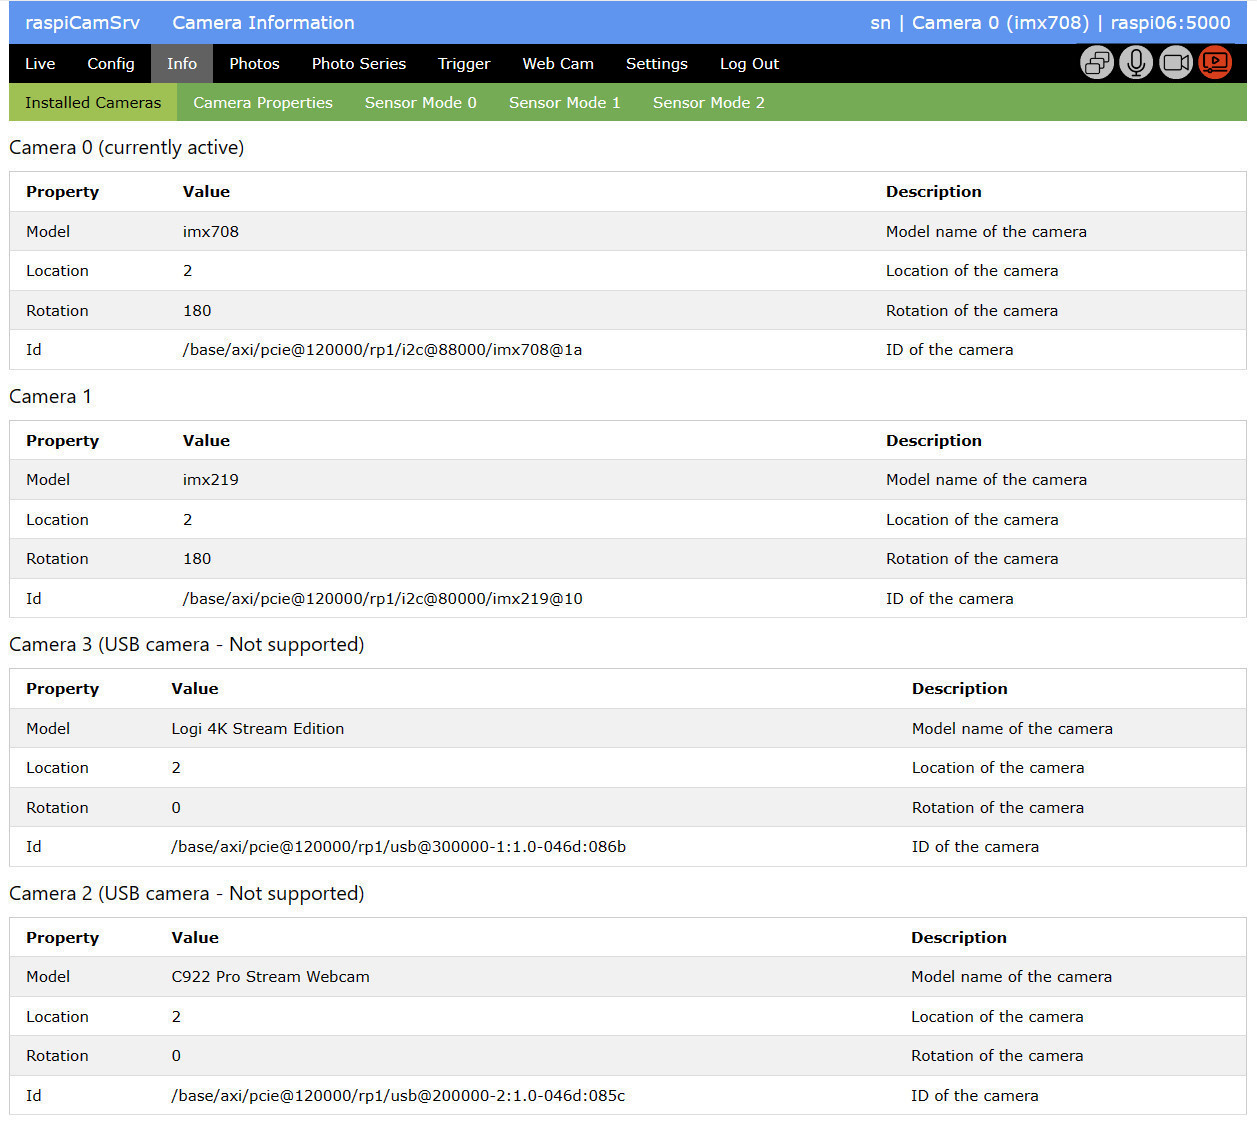 raspiCamSrv Camera Information sn | Camera 0 (imx708) | raspi06:5000
Live Config Info Photos Photo Series Trigger Web Cam Settings Log Out
Installed Cameras Camera Properties Sensor Mode 0 Sensor Mode 1 Sensor Mode 2
Camera 0 (currently active)
Property Value Description
Model imx708 Model name of the camera
Location 2 Location of the camera
Rotation 180 Rotation of the camera
Id /base/axi/pcie@120000/rp1/i2c@88000/imx708@1a ID of the camera
Camera 1
Property Value Description
Model imx219 Model name of the camera
Location 2 Location of the camera
Rotation 180 Rotation of the camera
Id /base/axi/pcie@120000/rp1/i2c@80000/imx219@10 ID of the camera
Camera 3 (USB camera - Not supported)
Property Value Description
Model Logi 4K Stream Edition Model name of the camera
Location 2 Location of the camera
Rotation 0 Rotation of the camera
Id /base/axi/pcie@120000/rp1/usb@300000-1:1.0-046d:086b ID of the camera
Camera 2 (USB camera - Not supported)
Property Value Description
Model C922 Pro Stream Webcam Model name of the camera
Location 2 Location of the camera
Rotation 0 Rotation of the camera
Id /base/axi/pcie@120000/rp1/usb@200000-2:1.0-046d:085c ID of the camera